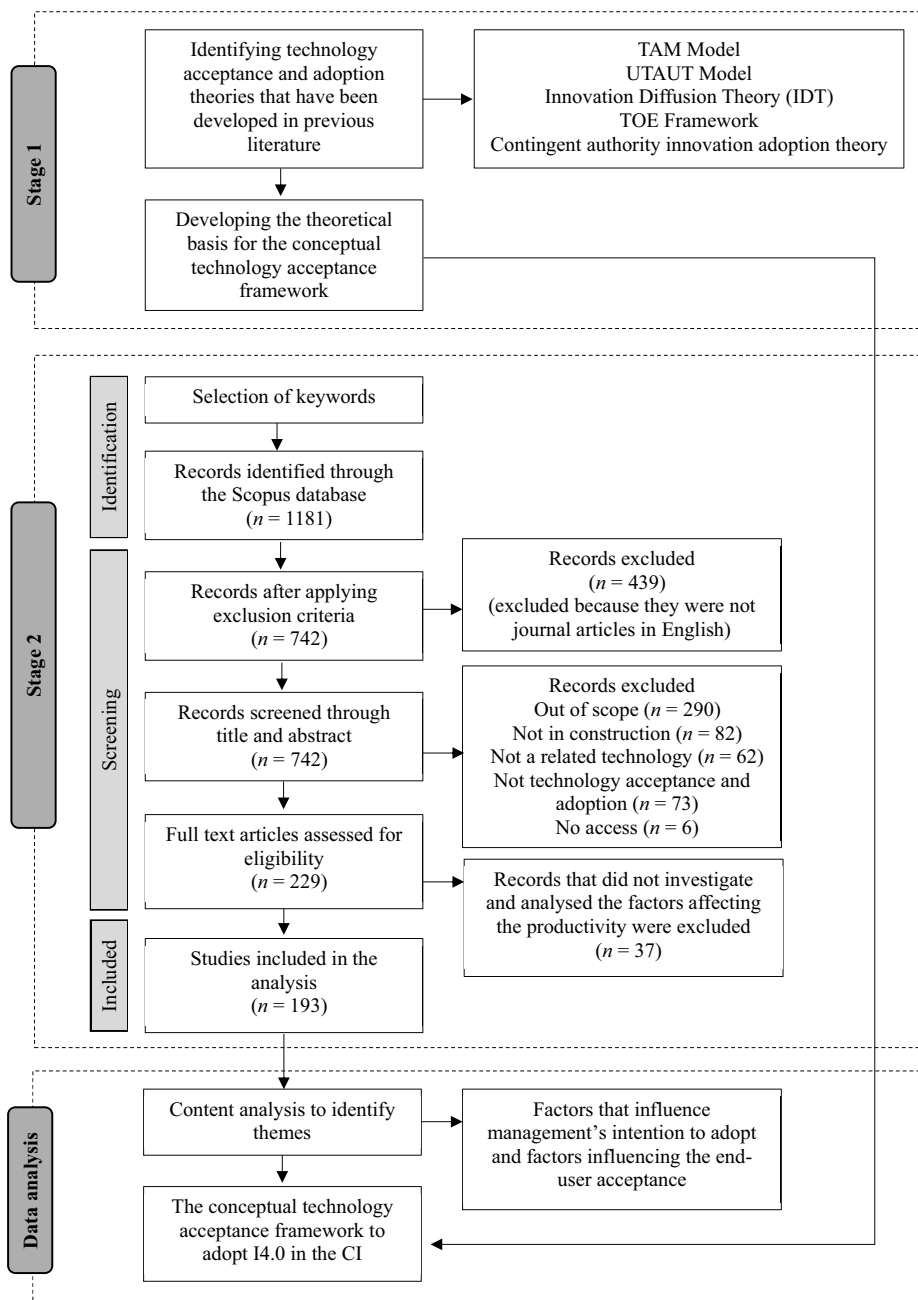 Stage 1
Identifying technology
acceptance and adoption
theories that have been
developed in previous
literature
TAM Model
UTAUT Model
Innovation Diffusion Theory (IDT)
TOE Framework
Contingent authority innovation adoption theory
Developing the theoretical
basis for the conceptual
technology acceptance
framework
Stage 2
Identification
Selection of keywords
Records identified through
the Scopus database
(n = 1181)
Screening
Records after applying
exclusion criteria
(n = 742)
Records excluded
(n = 439)
(excluded because they were not
journal articles in English)
Records screened through
title and abstract
(n = 742)
Records excluded
Out of scope (n = 290)
Not in construction (n = 82)
Not a related technology (n = 62)
Not technology acceptance and
adoption (n = 73)
No access (n = 6)
Full text articles assessed for
eligibility
(n = 229)
Records that did not investigate
and analysed the factors affecting
the productivity were excluded
(n = 37)
Included
Studies included in the
analysis
(n = 193)
Data analysis
Content analysis to identify
themes
Factors that influence
management's intention to adopt
and factors influencing the end-
user acceptance
The conceptual technology
acceptance framework to
adopt I4.0 in the CI